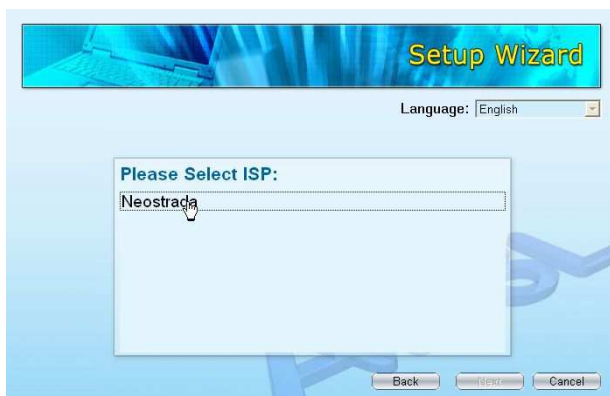 Setup Wizard
Language: English
Please Select ISP:
Neostrada
Back Next Cancel